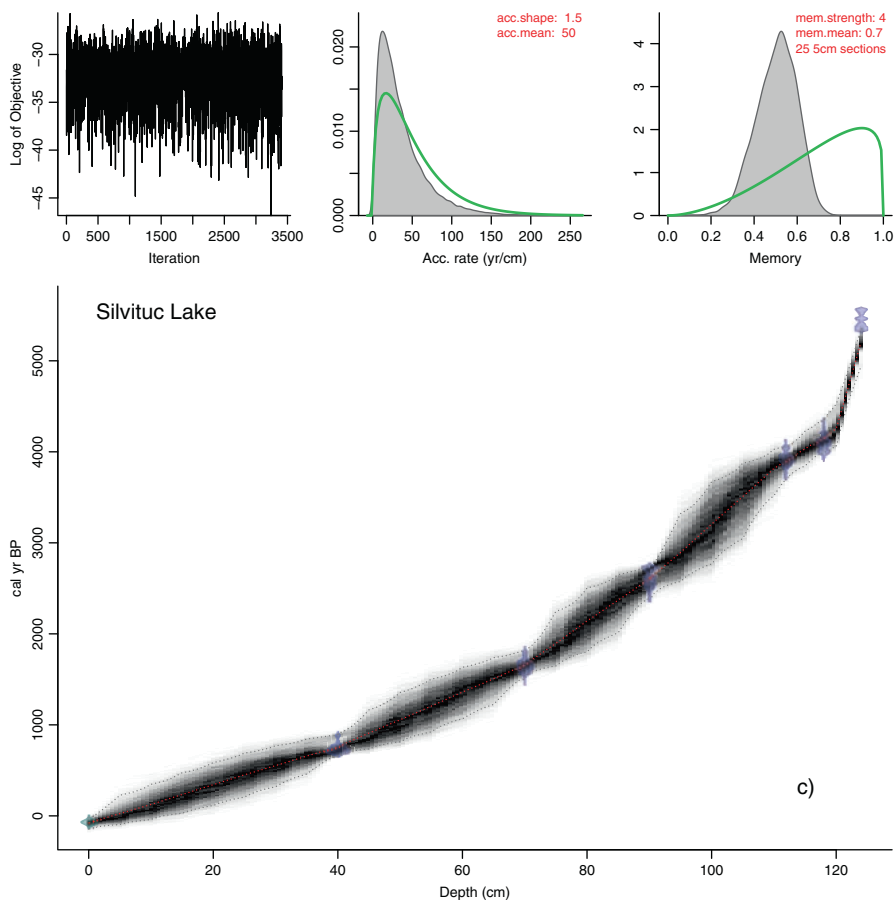 −30
−35
−40
−45
Log of Objective
0 500 1500 2500 3500
Iteration
acc.shape: 1.5
acc.mean: 50
0.020
0.010
0.000
0 50 100 150 200 250
Acc. rate (yr/cm)
mem.strength: 4
mem.mean: 0.7
25 5cm sections
4
3
2
1
0
0.0 0.2 0.4 0.6 0.8 1.0
Memory
Silvituc Lake
5000
4000
3000
2000
1000
0
cal yr BP
c)
0 20 40 60 80 100 120
Depth (cm)